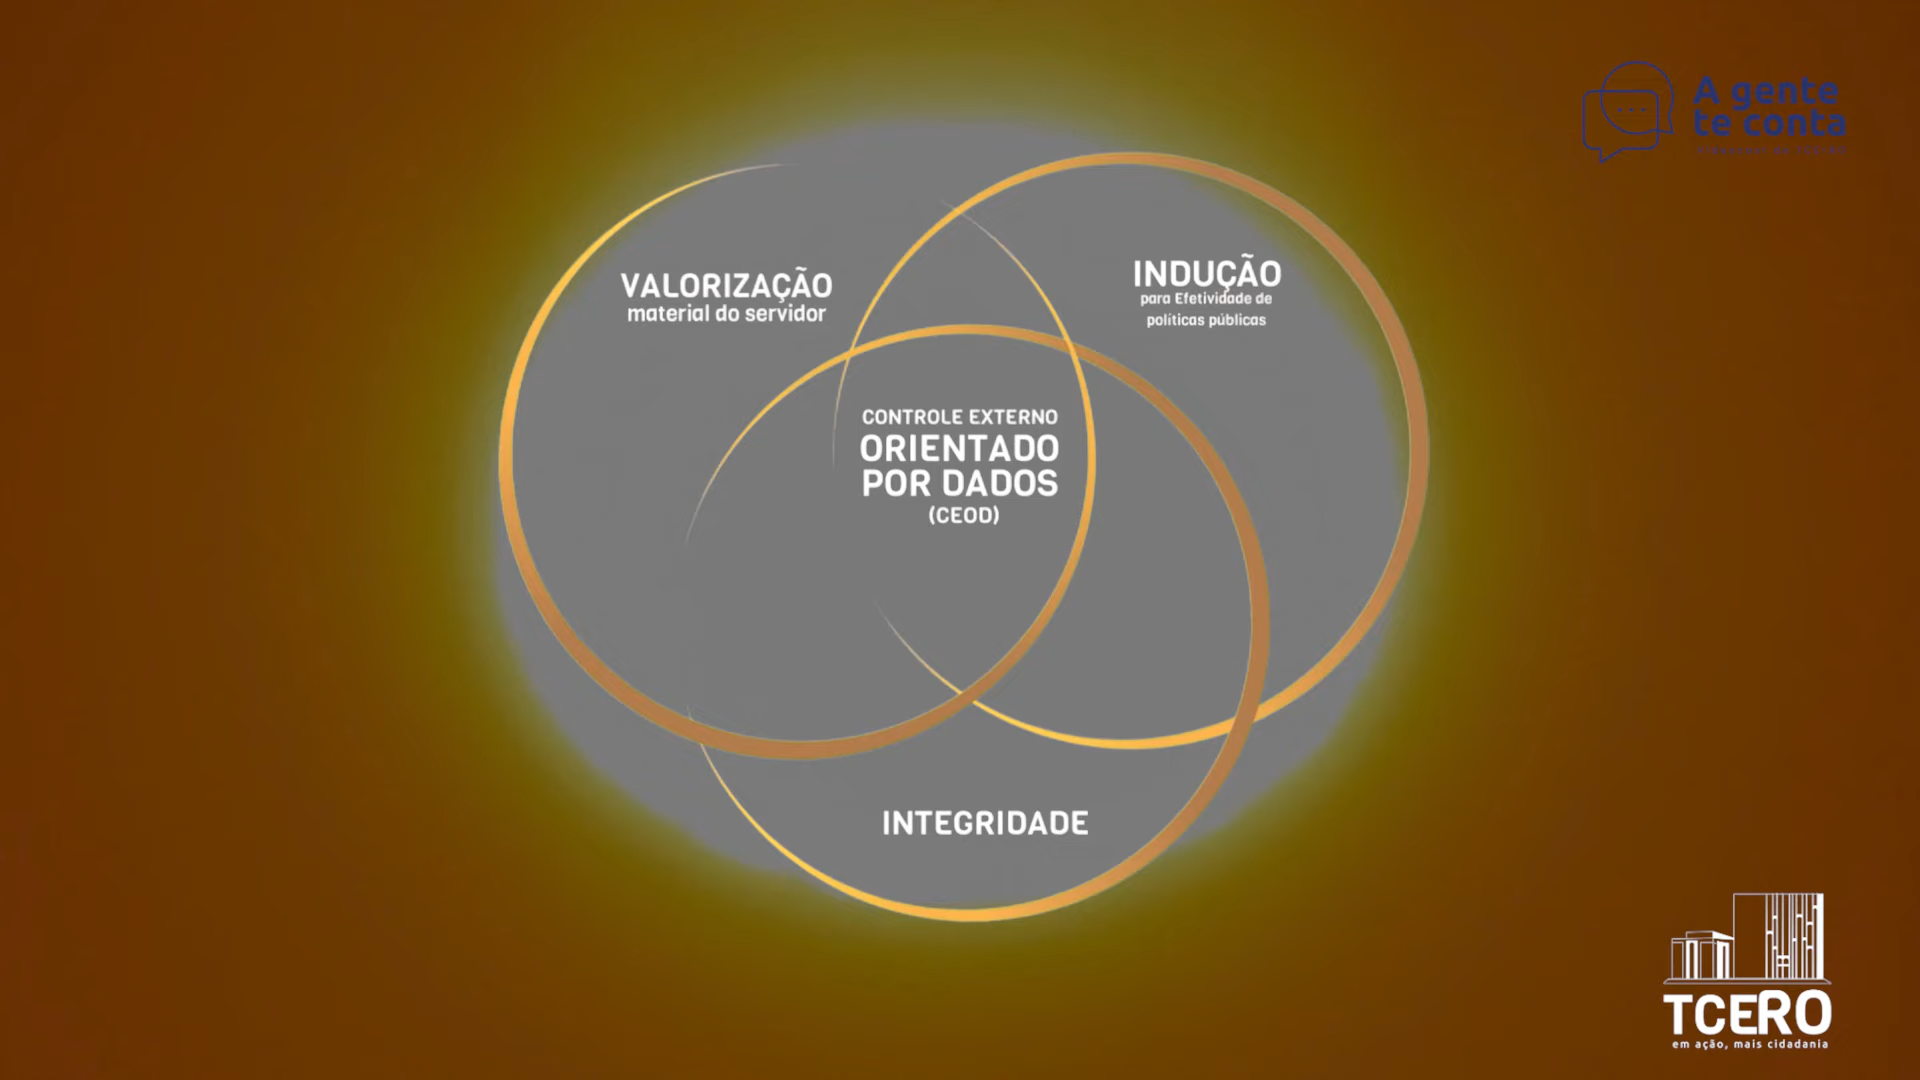 A gente
te conta
VALORIZAÇÃO
material do servidor
INDUÇÃO
para Efetividade de
políticas públicas
CONTROLE EXTERNO
ORIENTADO
POR DADOS
(CEOD)
INTEGRIDADE
TCERO
em ação, mais cidadania